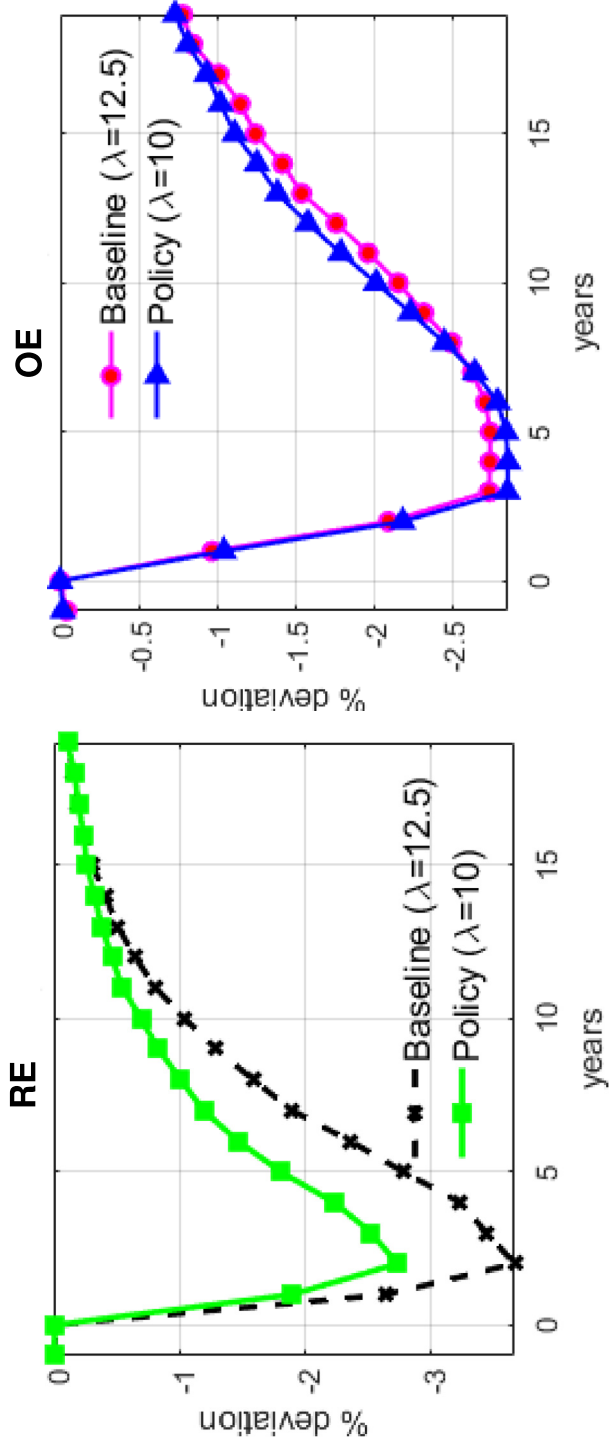 RE
0
-1
-2
-3
% deviation
Baseline (λ=12.5)
Policy (λ=10)
0
5
10
15
years
OE
0
-0.5
-1
-1.5
-2
-2.5
% deviation
Baseline (λ=12.5)
Policy (λ=10)
0
5
10
15
years